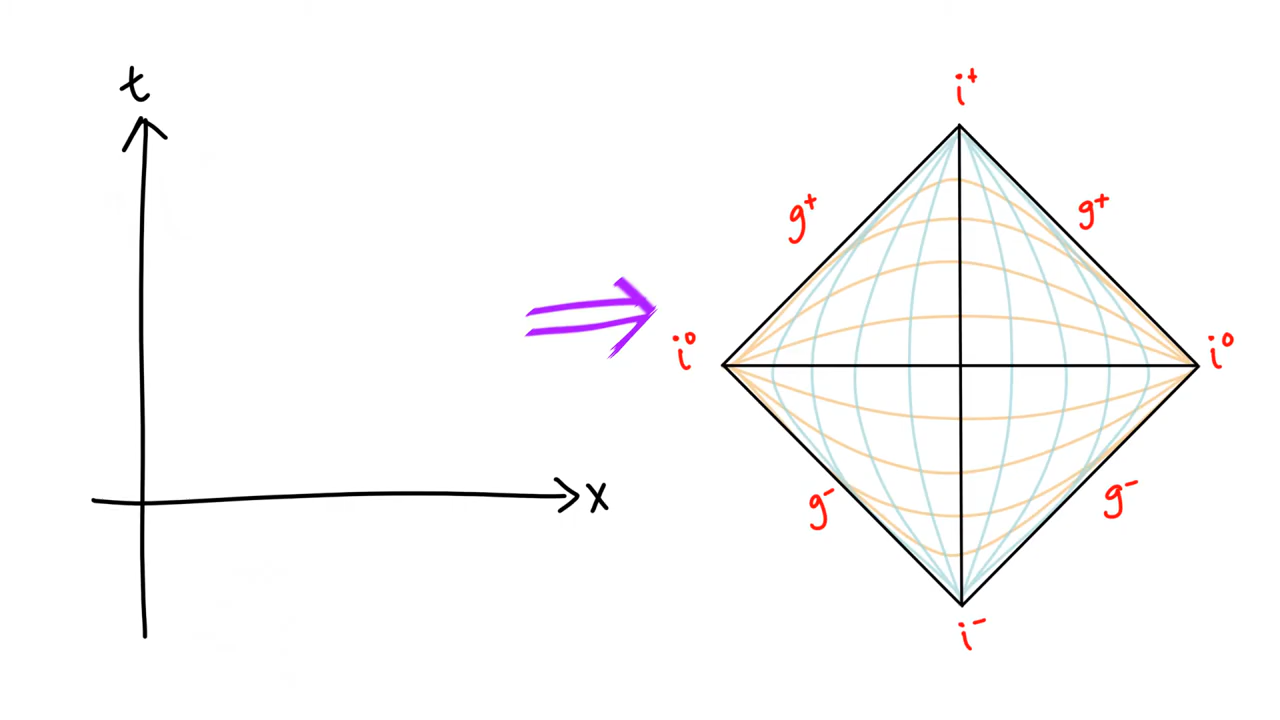 t
x
i⁺
g⁺
g⁺
i⁰
i⁰
g⁻
g⁻
i⁻